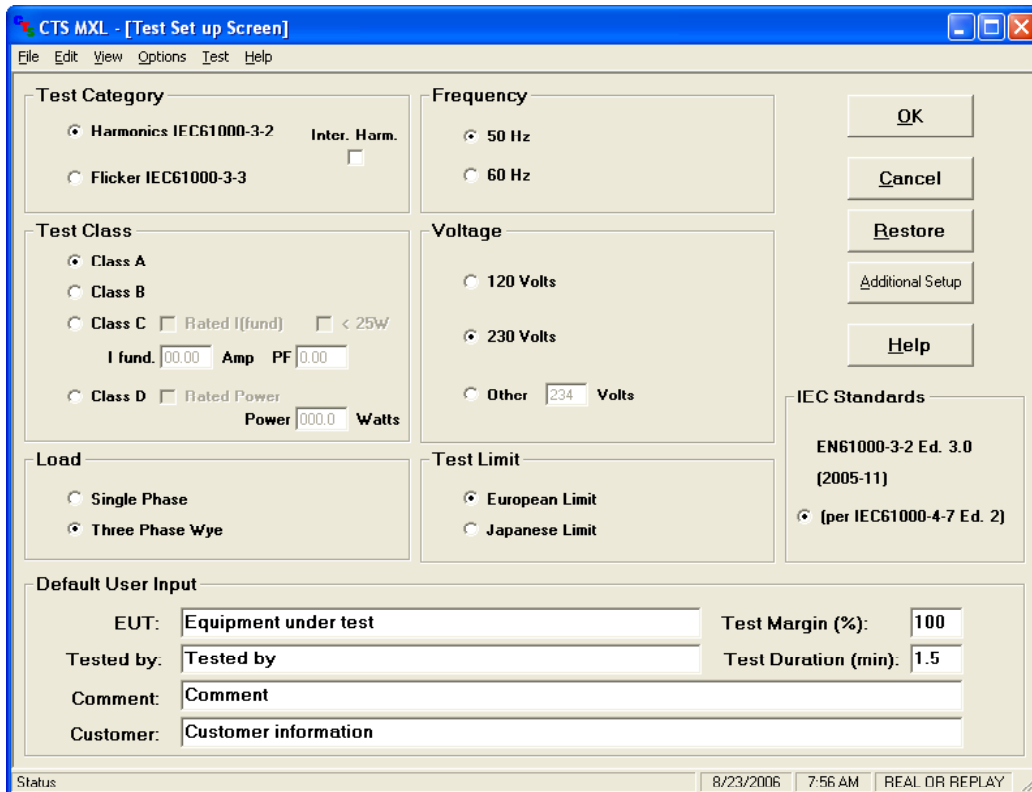 CTS MXL - [Test Set up Screen]
File Edit View Options Test Help
Test Category
Harmonics IEC61000-3-2
Inter. Harm.
Flicker IEC61000-3-3
Frequency
50 Hz
60 Hz
OK
Cancel
Restore
Additional Setup
Help
Test Class
Class A
Class B
Class C Rated I(fund) < 25W
I fund. 00.00 Amp PF 0.00
Class D Rated Power
Power 000.0 Watts
Voltage
120 Volts
230 Volts
Other 234 Volts
IEC Standards
EN61000-3-2 Ed. 3.0
(2005-11)
(per IEC61000-4-7 Ed. 2)
Load
Single Phase
Three Phase Wye
Test Limit
European Limit
Japanese Limit
Default User Input
EUT: Equipment under test Test Margin (%): 100
Tested by: Tested by Test Duration (min): 1.5
Comment: Comment
Customer: Customer information
Status 8/23/2006 7:56 AM REAL OR REPLAY